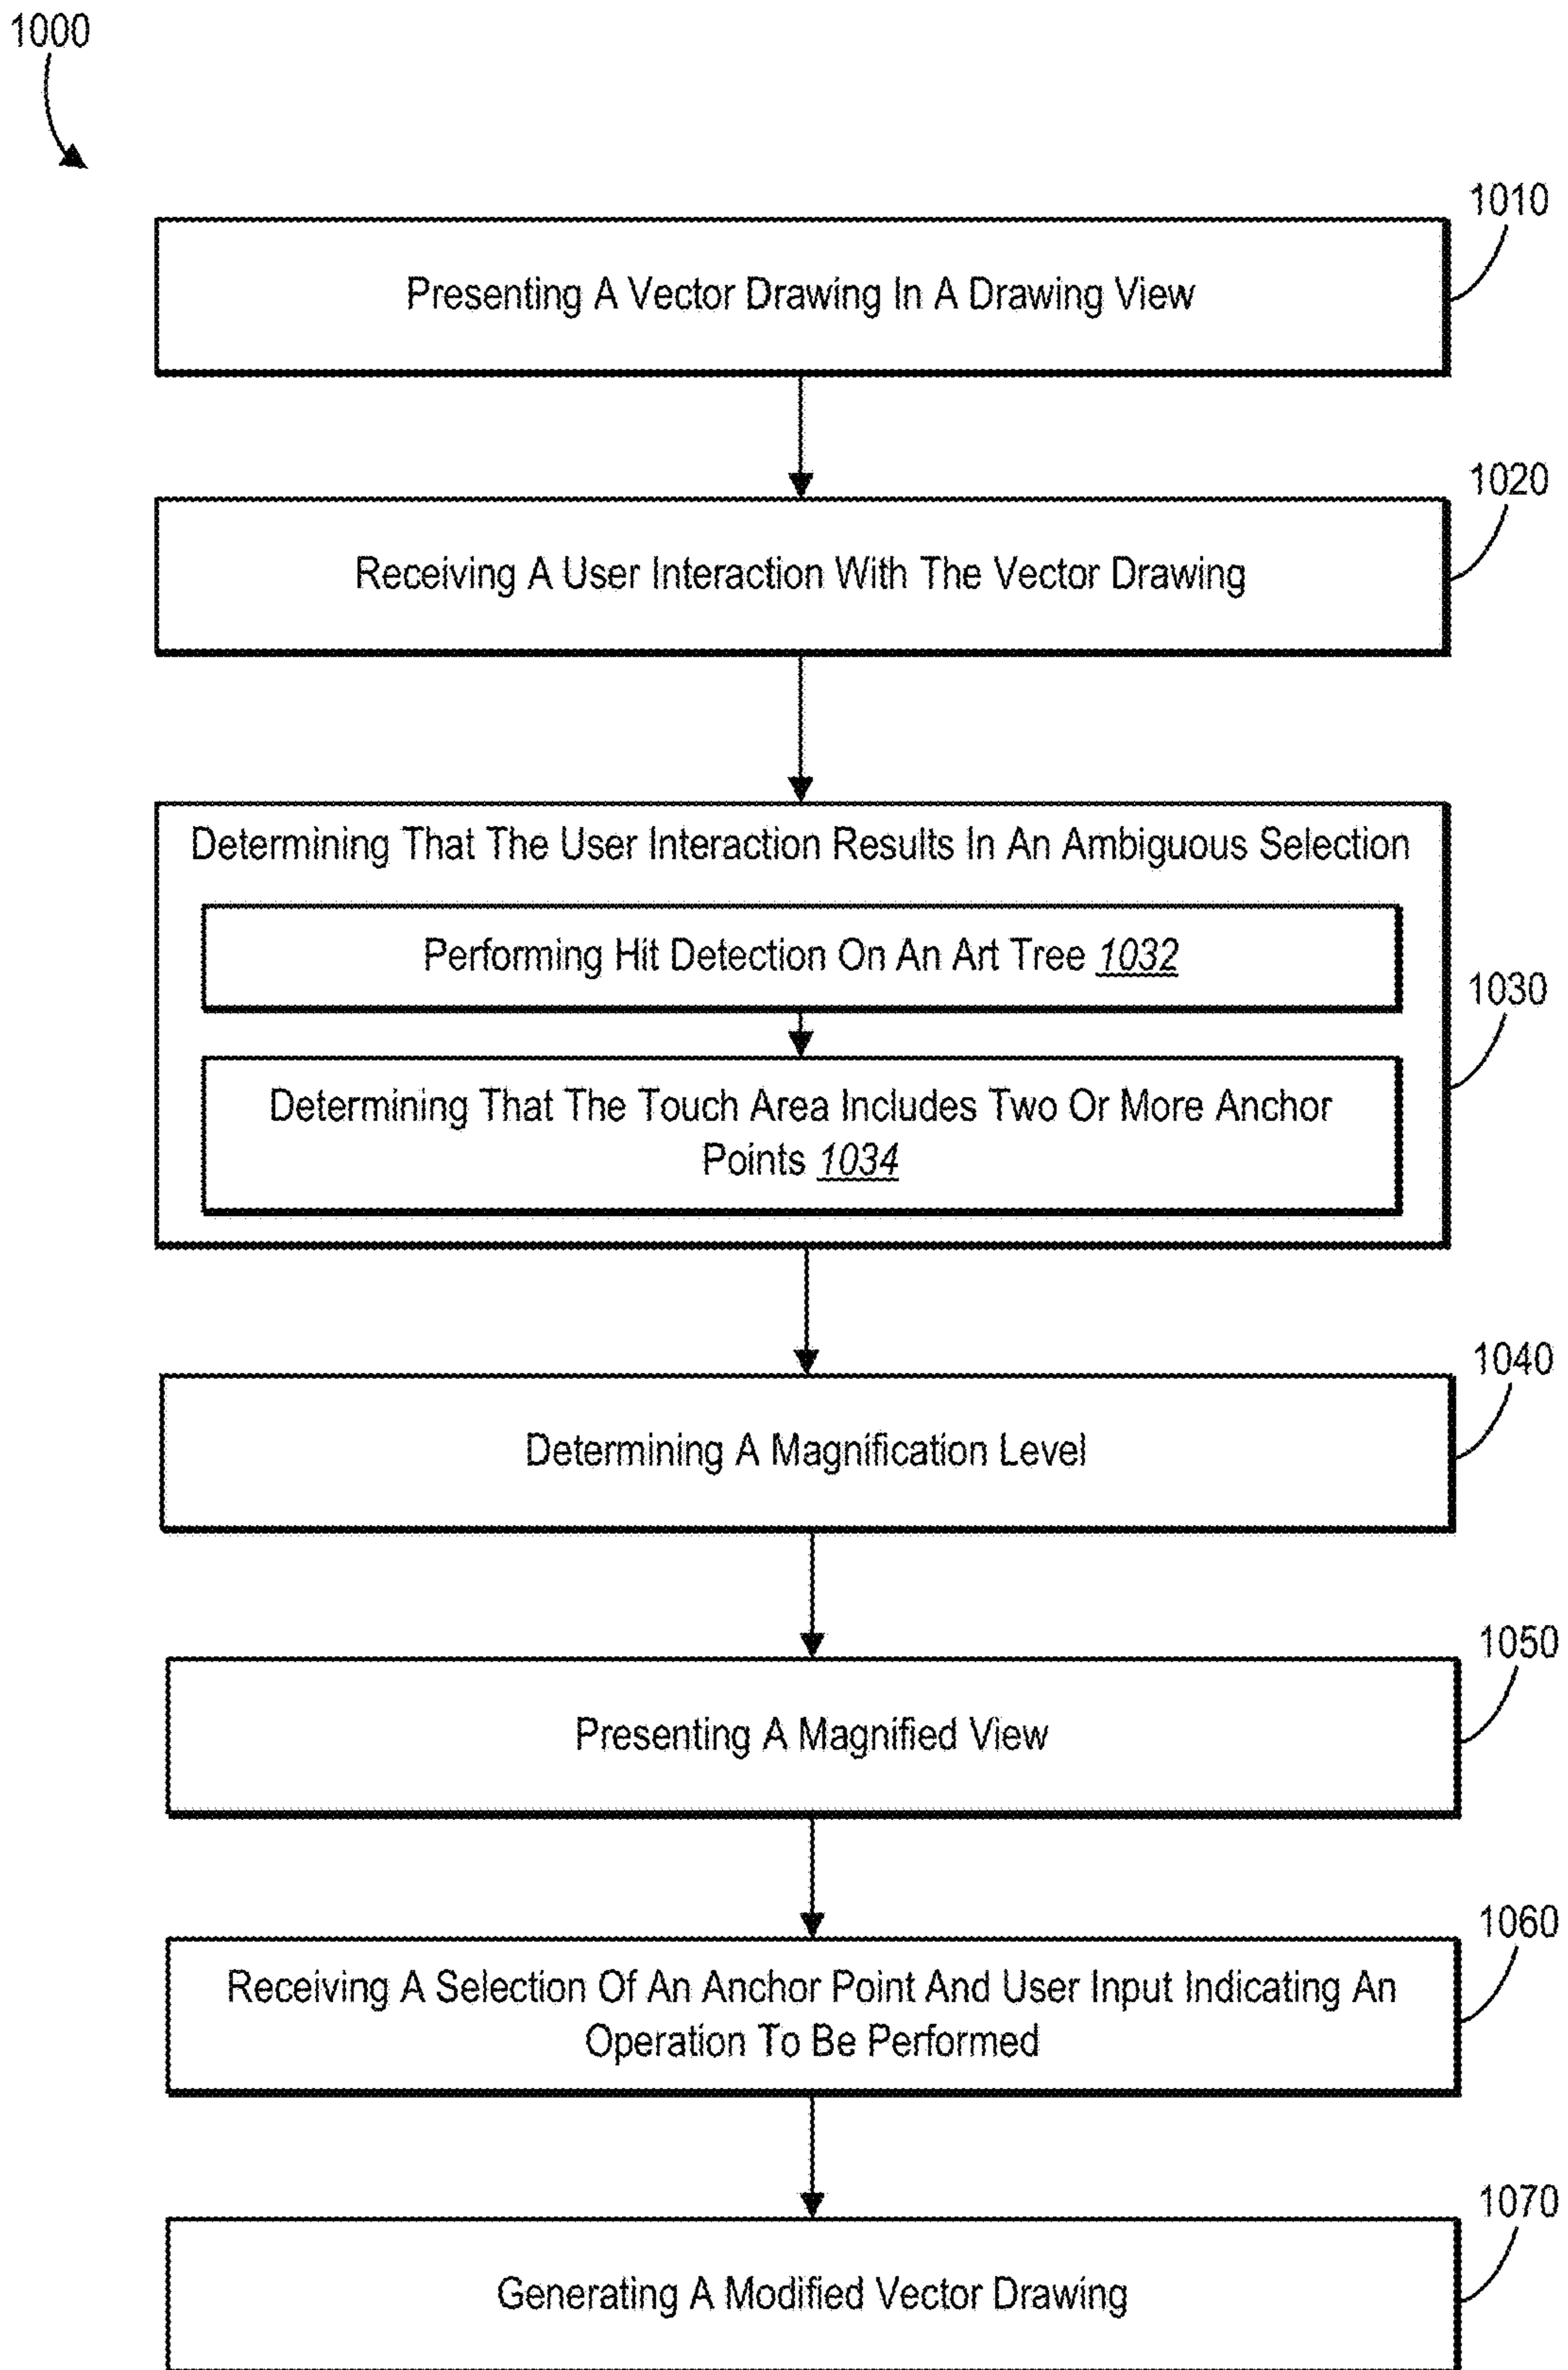 1000
1010
Presenting A Vector Drawing In A Drawing View
1020
Receiving A User Interaction With The Vector Drawing
Determining That The User Interaction Results In An Ambiguous Selection
Performing Hit Detection On An Art Tree 1032
1030
Determining That The Touch Area Includes Two Or More Anchor
Points 1034
1040
Determining A Magnification Level
1050
Presenting A Magnified View
1060
Receiving A Selection Of An Anchor Point And User Input Indicating An
Operation To Be Performed
1070
Generating A Modified Vector Drawing